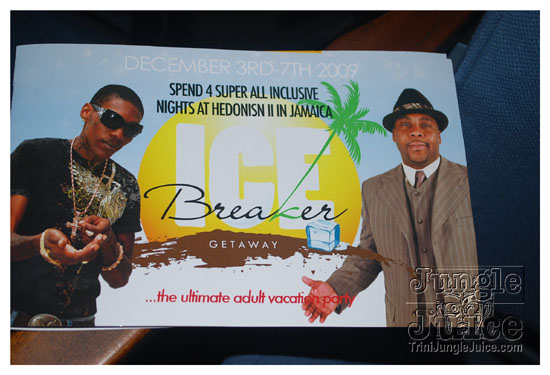 DECEMBER 3RD-7TH 2009
SPEND 4 SUPER ALL INCLUSIVE
NIGHTS AT HEDONISN II IN JAMAICA
ICE
Breaker
GETAWAY
...the ultimate adult vacation party
Jungle
Juice
TriniJungleJuice.com